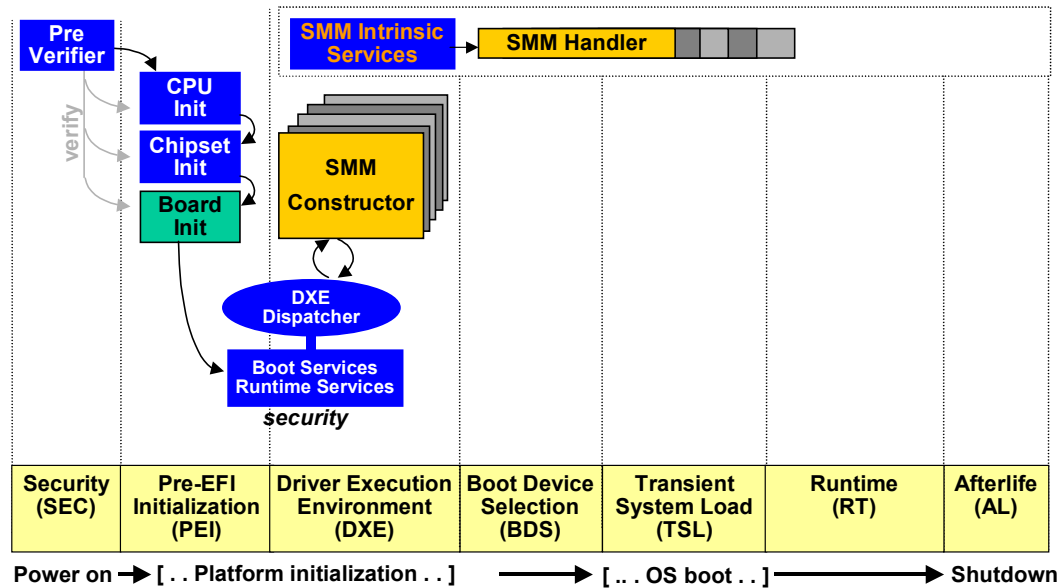 Pre
Verifier
SMM Intrinsic
Services
SMM Handler
CPU
Init
verify
Chipset
Init
SMM
Constructor
Board
Init
DXE
Dispatcher
Boot Services
Runtime Services
security
Security
(SEC)
Pre-EFI
Initialization
(PEI)
Driver Execution
Environment
(DXE)
Boot Device
Selection
(BDS)
Transient
System Load
(TSL)
Runtime
(RT)
Afterlife
(AL)
Power on [ . . Platform initialization . . ] [ ... . OS boot . . ] Shutdown